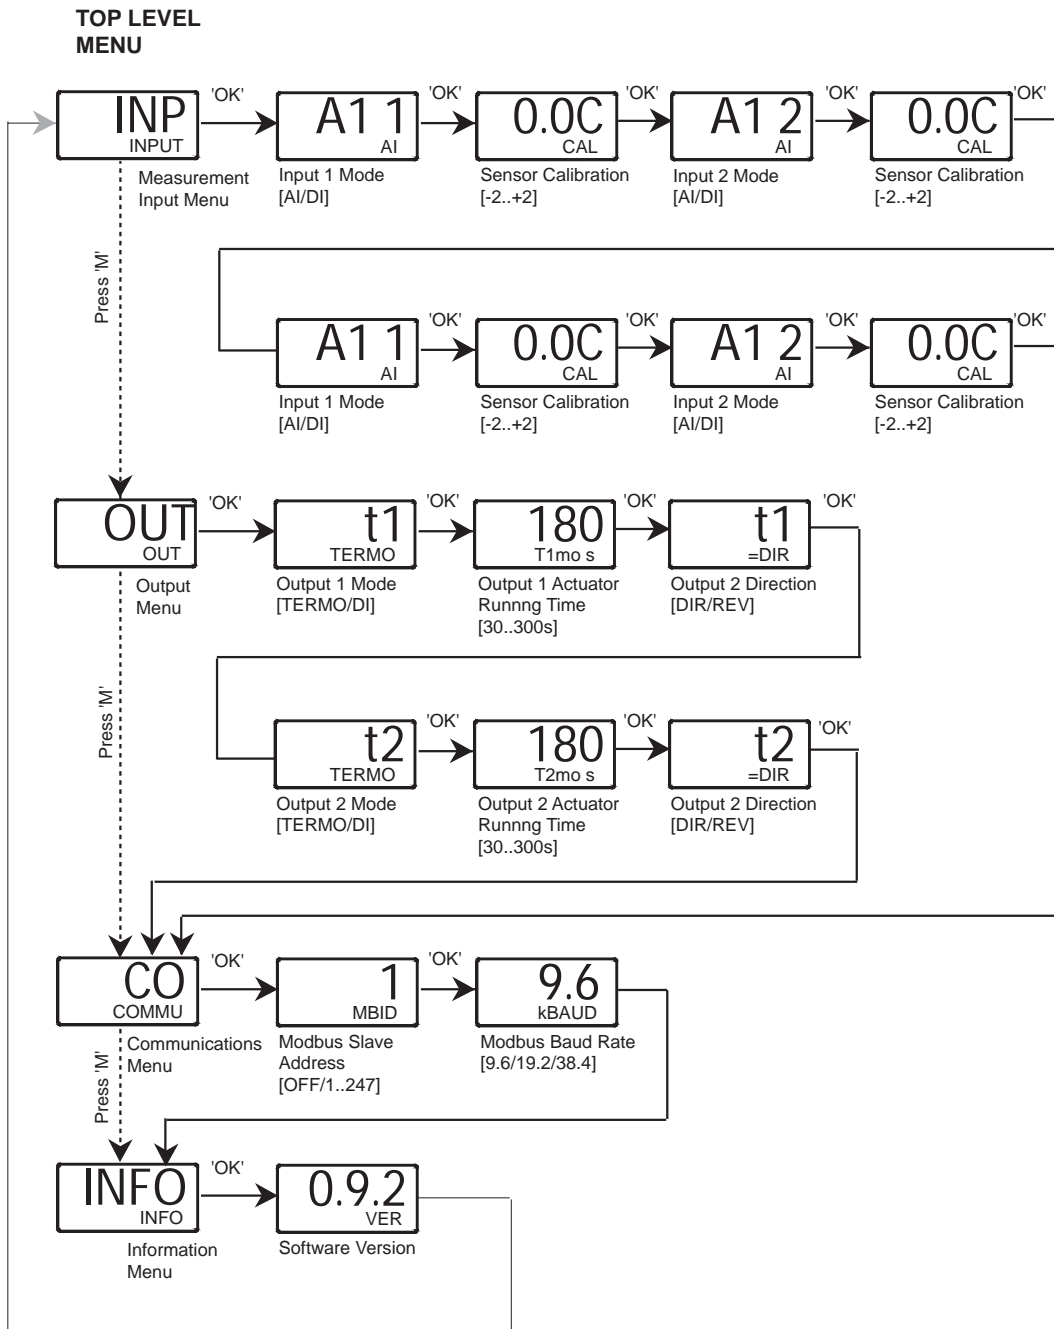 TOP LEVEL
MENU
INP
INPUT
'OK'
A1 1
AI
'OK'
0.0C
CAL
'OK'
A1 2
AI
'OK'
0.0C
CAL
'OK'
Measurement
Input Menu
Input 1 Mode
[AI/DI]
Sensor Calibration
[-2..+2]
Input 2 Mode
[AI/DI]
Sensor Calibration
[-2..+2]
Press 'M'
A1 1
AI
'OK'
0.0C
CAL
'OK'
A1 2
AI
'OK'
0.0C
CAL
'OK'
Input 1 Mode
[AI/DI]
Sensor Calibration
[-2..+2]
Input 2 Mode
[AI/DI]
Sensor Calibration
[-2..+2]
OUT
OUT
'OK'
t1
TERMO
'OK'
180
T1mo s
'OK'
t1
=DIR
'OK'
Output
Menu
Output 1 Mode
[TERMO/DI]
Output 1 Actuator
Runnng Time
[30..300s]
Output 2 Direction
[DIR/REV]
Press 'M'
t2
TERMO
'OK'
180
T2mo s
'OK'
t2
=DIR
'OK'
Output 2 Mode
[TERMO/DI]
Output 2 Actuator
Runnng Time
[30..300s]
Output 2 Direction
[DIR/REV]
CO
COMMU
'OK'
1
MBID
'OK'
9.6
kBAUD
Communications
Menu
Modbus Slave
Address
[OFF/1..247]
Modbus Baud Rate
[9.6/19.2/38.4]
Press 'M'
INFO
INFO
'OK'
0.9.2
VER
Information
Menu
Software Version